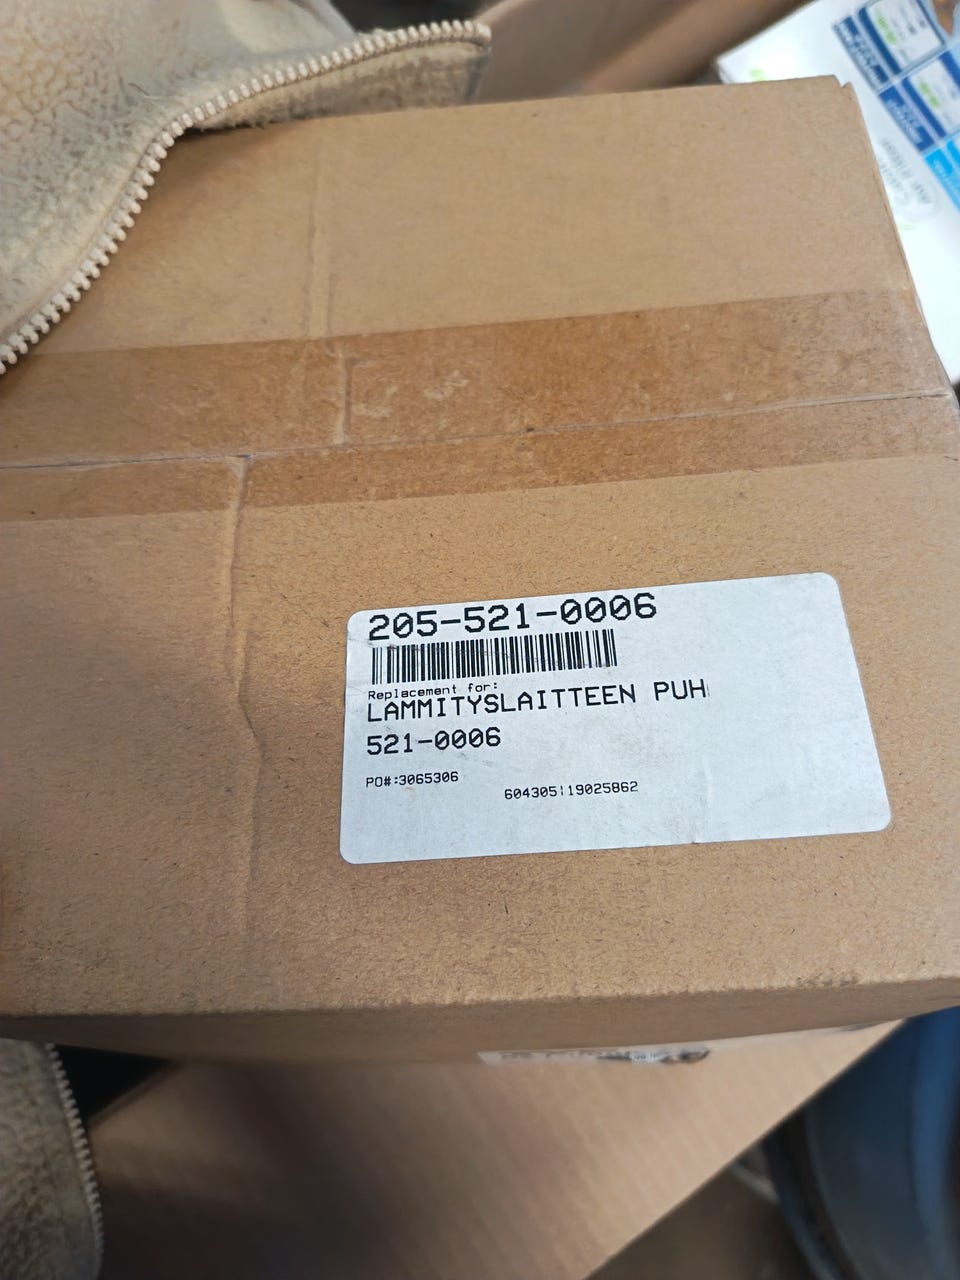 205-521-0006
Replacement for:
LAMMITYSLAITTEEN PUH
521-0006
PO#:3065306
604305¦19025862